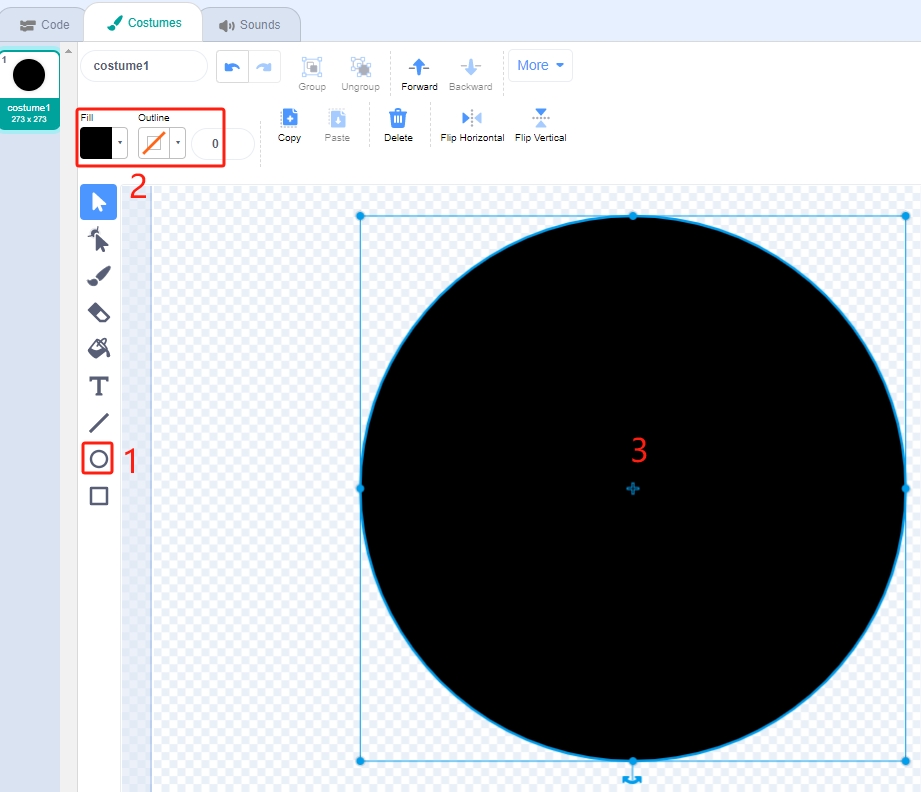 Code
Costumes
Sounds
1
costume1
273 x 273
costume1
Group
Ungroup
Forward
Backward
More
Fill
Outline
0
Copy
Paste
Delete
Flip Horizontal
Flip Vertical
2
T
1
3